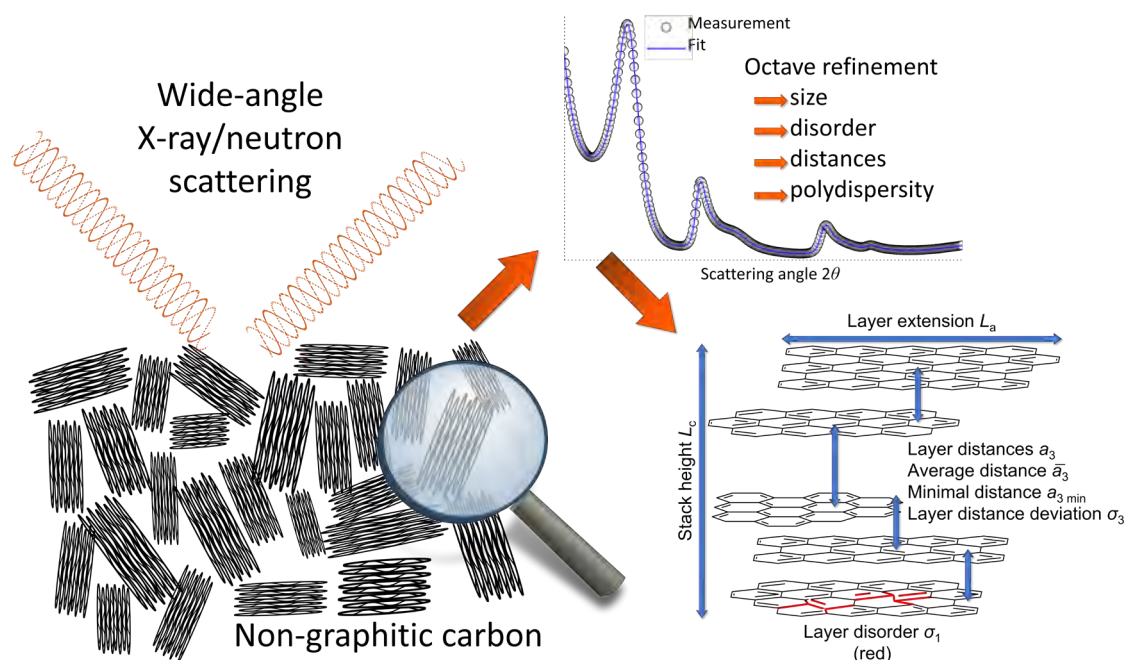 Wide-angle
X-ray/neutron
scattering
Measurement
Fit
Octave refinement
size
disorder
distances
polydispersity
Scattering angle 2θ
Non-graphitic carbon
Layer extension Lₐ
Stack height L_c
Layer distances a₃
Average distance a̅₃
Minimal distance a₃ ₘᵢₙ
Layer distance deviation σ₃
Layer disorder σ₁
(red)